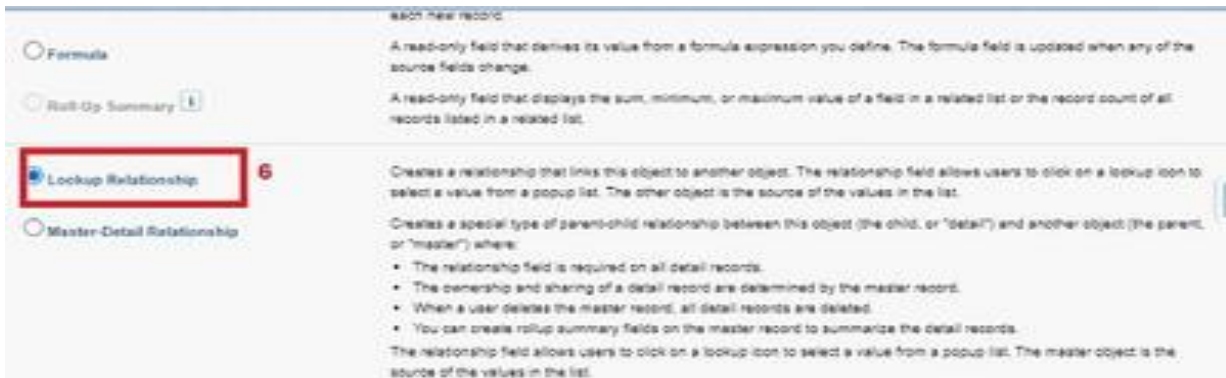 each new record.
Formula
A read-only field that derives its value from a formula expression you define. The formula field is updated when any of the
source fields change.
Roll-Up Summary i
A read-only field that displays the sum, minimum, or maximum value of a field in a related list or the record count of all
records listed in a related list.
Lookup Relationship 6
Creates a relationship that links this object to another object. The relationship field allows users to click on a lookup icon to
select a value from a popup list. The other object is the source of the values in the list.
Master-Detail Relationship
Creates a special type of parent-child relationship between this object (the child, or "detail") and another object (the parent,
or "master") where:
• The relationship field is required on all detail records.
• The ownership and sharing of a detail record are determined by the master record.
• When a user deletes the master record, all detail records are deleted.
• You can create rollup summary fields on the master record to summarize the detail records.
The relationship field allows users to click on a lookup icon to select a value from a popup list. The master object is the
source of the values in the list.